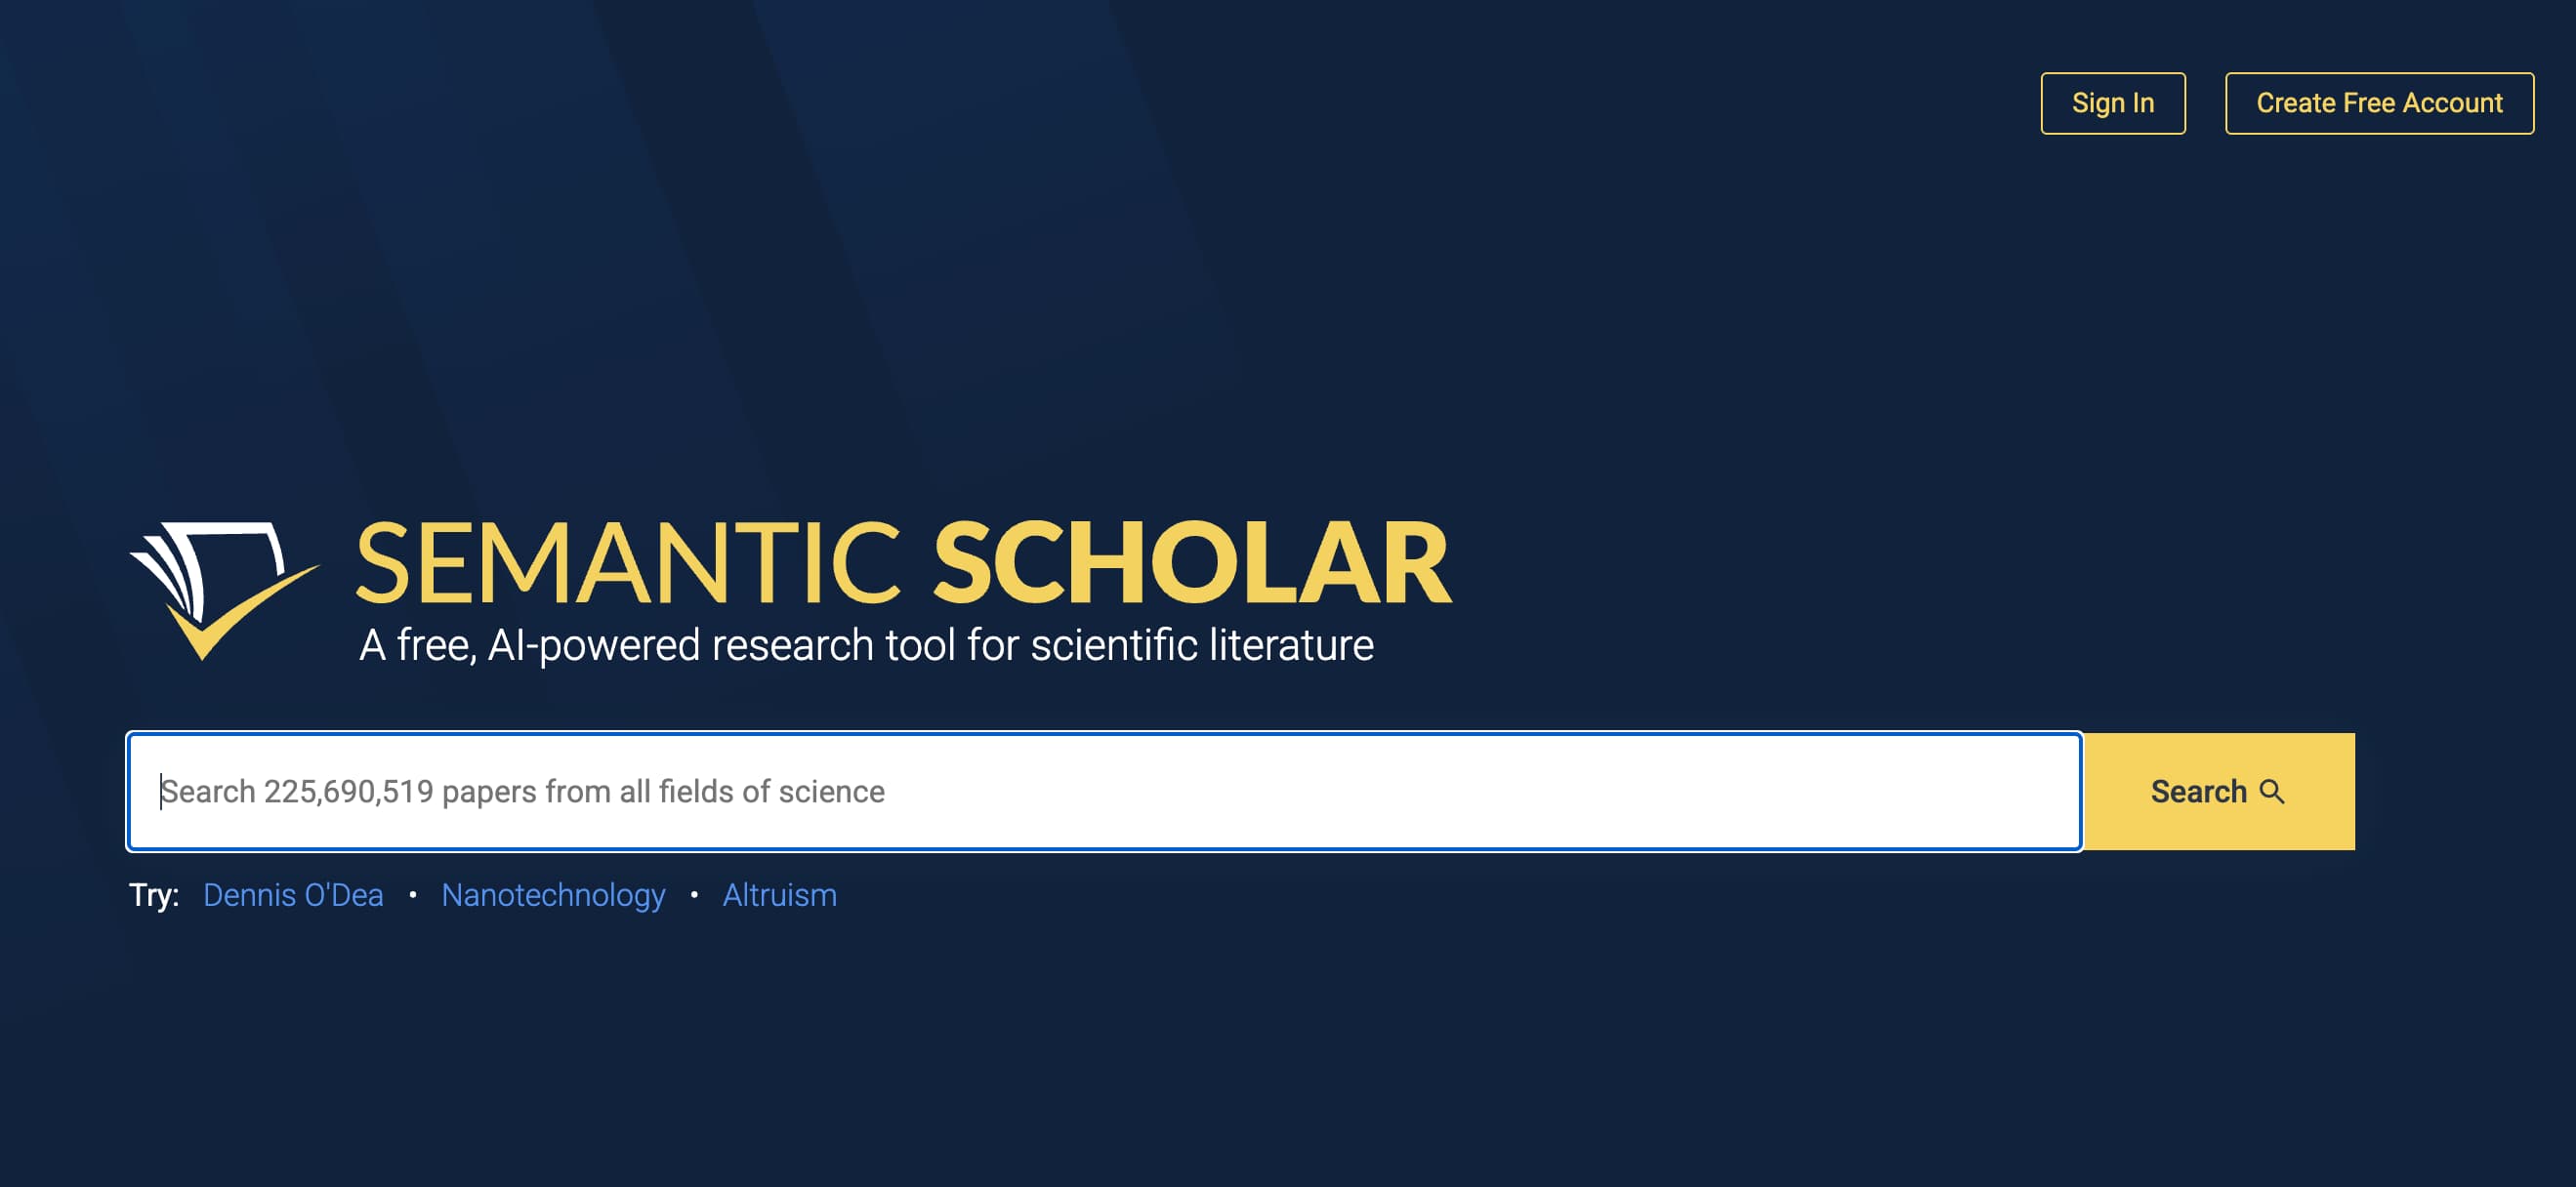 Sign In
Create Free Account
SEMANTIC SCHOLAR
A free, AI-powered research tool for scientific literature
Search 225,690,519 papers from all fields of science
Search
Try: Dennis O'Dea • Nanotechnology • Altruism